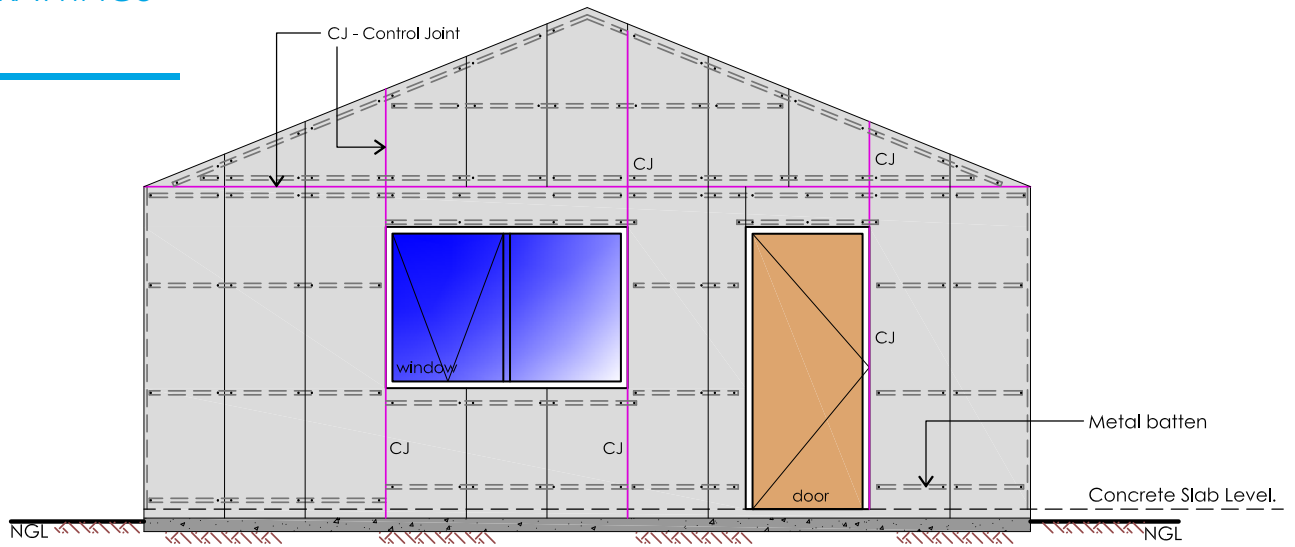 CJ - Control Joint
CJ
CJ
window
CJ
CJ
CJ
Metal batten
door
Concrete Slab Level.
NGL
NGL